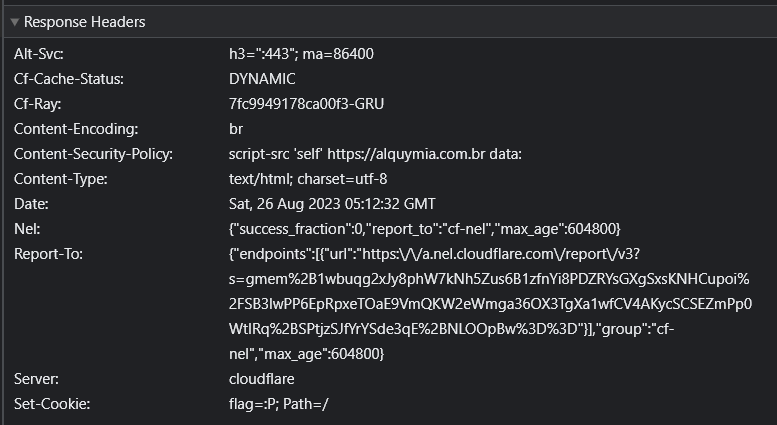 Response Headers
Alt-Svc: h3=":443"; ma=86400
Cf-Cache-Status: DYNAMIC
Cf-Ray: 7fc9949178ca00f3-GRU
Content-Encoding: br
Content-Security-Policy: script-src 'self' https://alquymia.com.br data:
Content-Type: text/html; charset=utf-8
Date: Sat, 26 Aug 2023 05:12:32 GMT
Nel: {"success_fraction":0,"report_to":"cf-nel","max_age":604800}
Report-To: {"endpoints":[{"url":"https:\/\/a.nel.cloudflare.com\/report\/v3?
s=gmem%2B1wbuqg2xJy8phW7kNh5Zus6B1zfnYi8PDZRYsGXgSxsKNHCupoi%
2FSB3lwPP6EpRpxeTOaE9VmQKW2eWmga36OX3TgXa1wfCV4AKycSCSEZmPp0
WtIRq%2BSPtjzSJfYrYSde3qE%2BNLOOpBw%3D%3D"}],"group":"cf-
nel","max_age":604800}
Server: cloudflare
Set-Cookie: flag=:P; Path=/